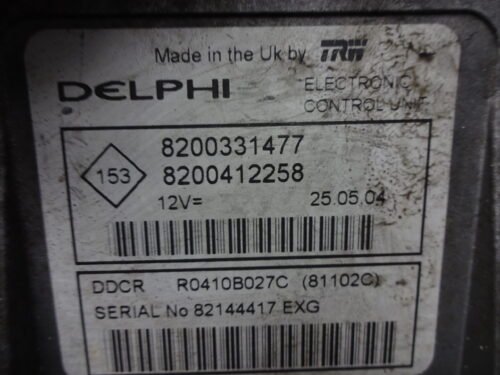 Made in the Uk by TRW
DELPHI
ELECTRONIC
CONTROL UNIT
8200331477
153
8200412258
12V=
25.05.04
DDCR R0410B027C (81102C)
SERIAL No 82144417 EXG